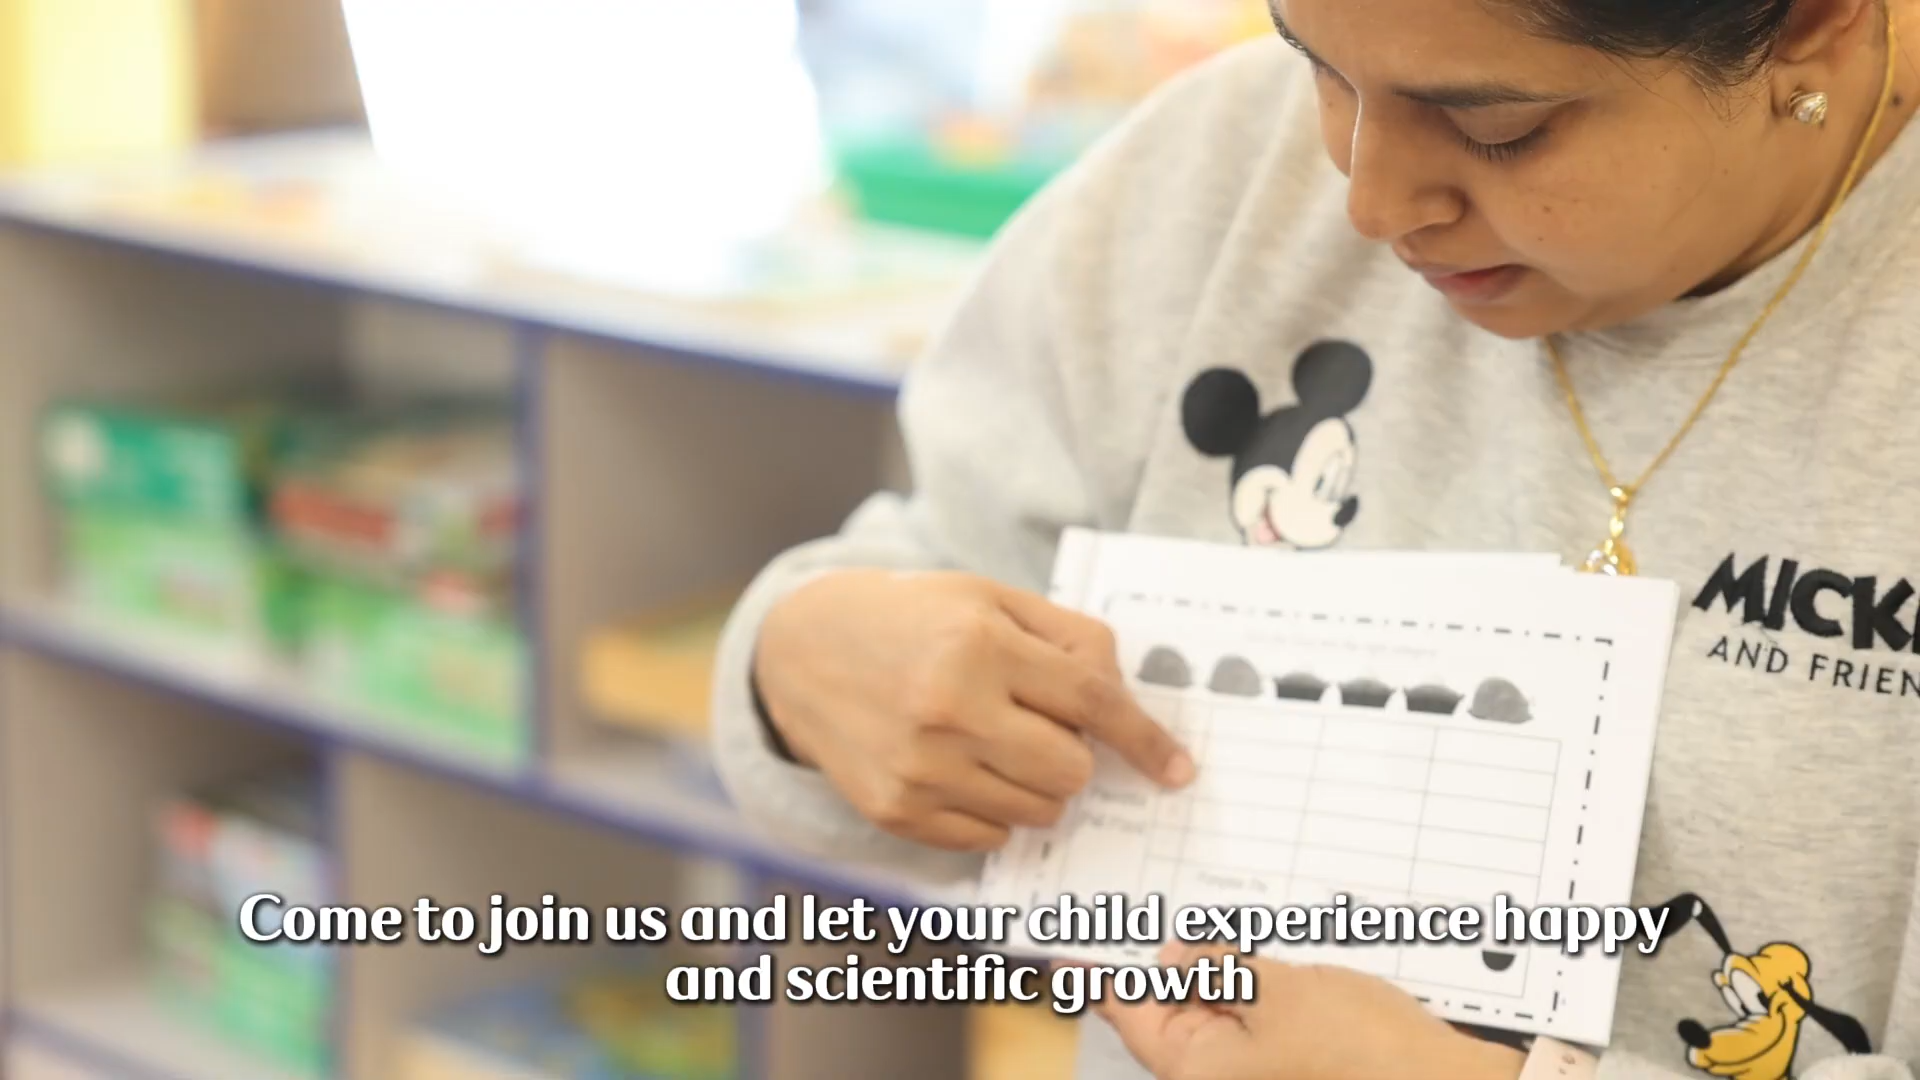 MICK
AND FRIEN
Come to join us and let your child experience happy
and scientific growth